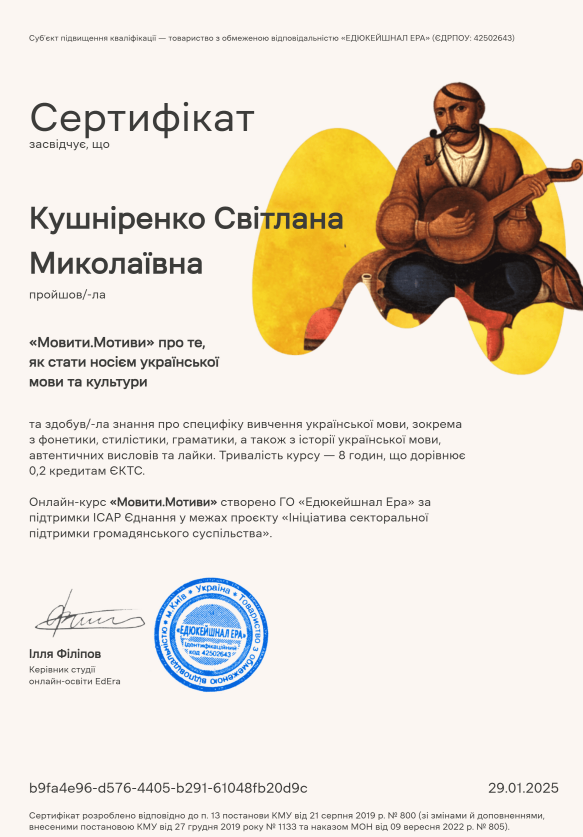 Суб'єкт підвищення кваліфікації — товариство з обмеженою відповідальністю «ЕДЮКЕЙШНАЛ ЕРА» (ЄДРПОУ: 42502643)
Сертифікат
засвідчує, що
Кушніренко Світлана
Миколаївна
пройшов/-ла
«Мовити.Мотиви» про те,
як стати носієм української
мови та культури
та здобув/-ла знання про специфіку вивчення української мови, зокрема
з фонетики, стилістики, граматики, а також з історії української мови,
автентичних висловів та лайки. Тривалість курсу — 8 годин, що дорівнює
0,2 кредитам ЄКТС.
Онлайн-курс «Мовити.Мотиви» створено ГО «Едюкейшнал Ера» за
підтримки ІСАР Єднання у межах проєкту «Ініціатива секторальної
підтримки громадянського суспільства».
Україна * Товариство з обмеженою відповідальністю * м.Київ *
«ЕДЮКЕЙШНАЛ ЕРА»
Ідентифікаційний
код 42502643
Ілля Філіпов
Керівник студії
онлайн-освіти EdEra
b9fa4e96-d576-4405-b291-61048fb20d9c
29.01.2025
Сертифікат розроблено відповідно до п. 13 постанови КМУ від 21 серпня 2019 р. № 800 (зі змінами й доповненнями,
внесеними постановою КМУ від 27 грудня 2019 року № 1133 та наказом МОН від 09 вересня 2022 р. № 805).